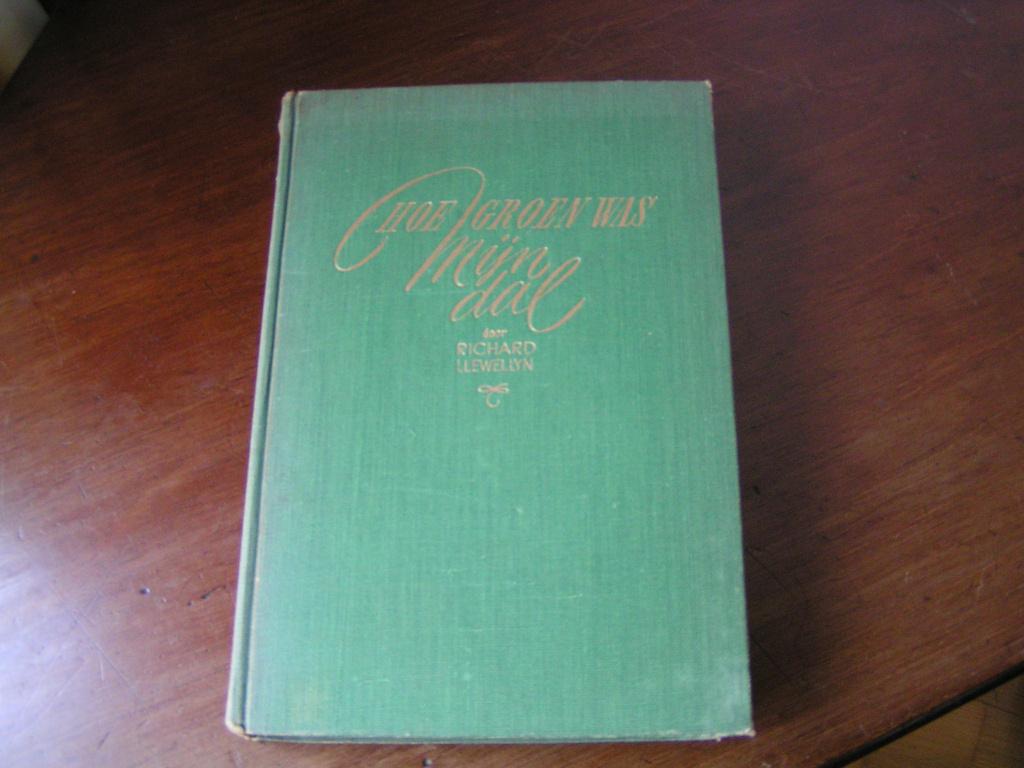 HOE GROEN WAS
Mijn
dal
door
RICHARD
LLEWELLYN